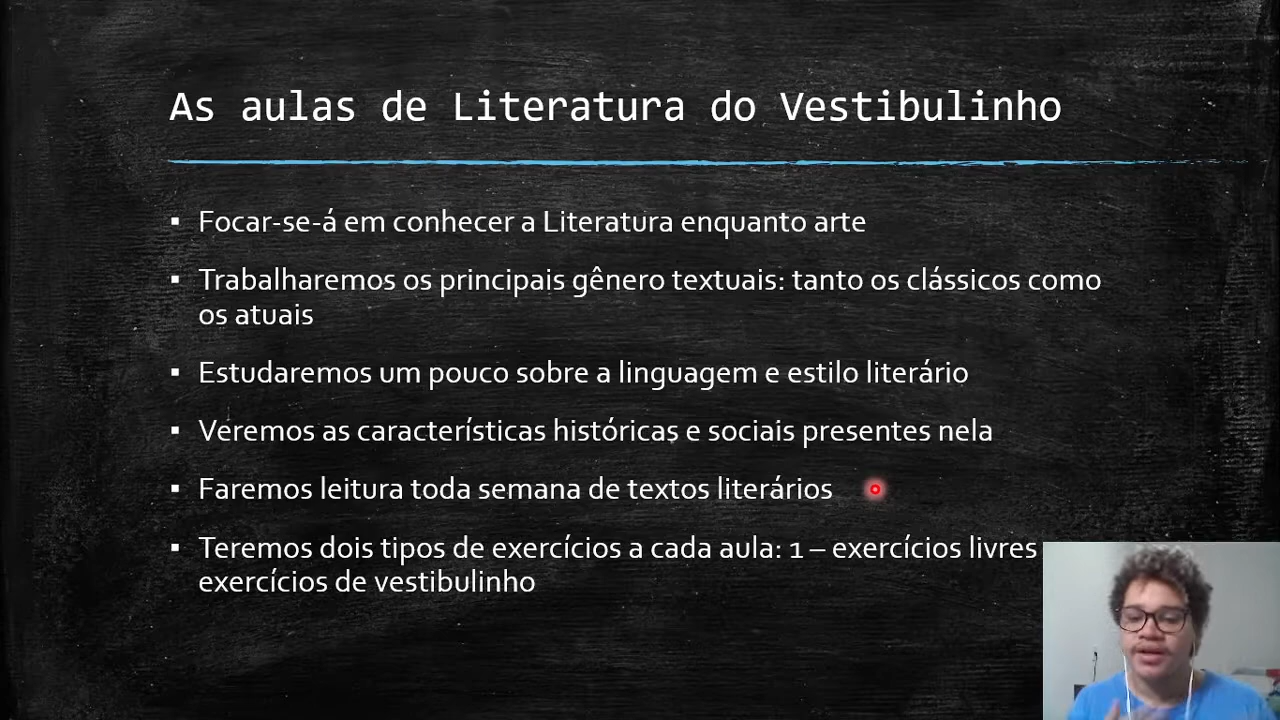 As aulas de Literatura do Vestibulinho
▪ Focar-se-á em conhecer a Literatura enquanto arte
▪ Trabalharemos os principais gênero textuais: tanto os clássicos como
os atuais
▪ Estudaremos um pouco sobre a linguagem e estilo literário
▪ Veremos as características históricas e sociais presentes nela
▪ Faremos leitura toda semana de textos literários
▪ Teremos dois tipos de exercícios a cada aula: 1 – exercícios livres
exercícios de vestibulinho